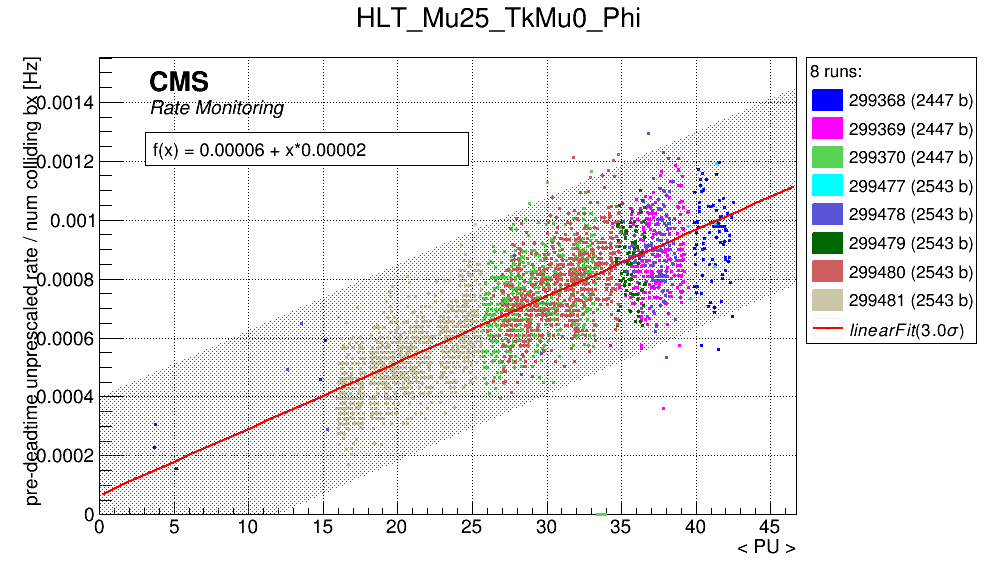 HLT_Mu25_TkMu0_Phi
pre-deadtime unprescaled rate / num colliding bx [Hz]
CMS
Rate Monitoring
f(x) = 0.00006 + x*0.00002
0.0014
0.0012
0.001
0.0008
0.0006
0.0004
0.0002
0
0 5 10 15 20 25 30 35 40 45
< PU >
8 runs:
299368 (2447 b)
299369 (2447 b)
299370 (2447 b)
299477 (2543 b)
299478 (2543 b)
299479 (2543 b)
299480 (2543 b)
299481 (2543 b)
linearFit(3.0σ)